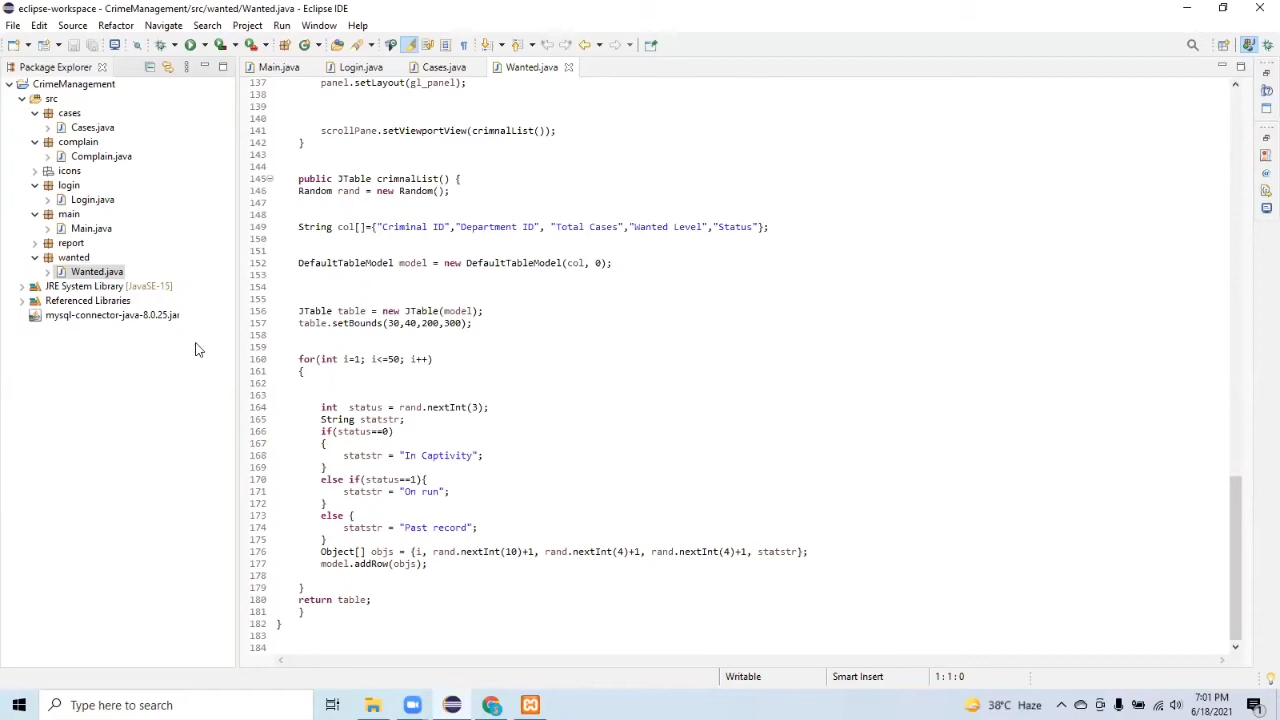 eclipse-workspace - CrimeManagement/src/wanted/Wanted.java - Eclipse IDE
File Edit Source Refactor Navigate Search Project Run Window Help
Package Explorer
CrimeManagement
src
cases
Cases.java
complain
Complain.java
icons
login
Login.java
main
Main.java
report
wanted
Wanted.java
JRE System Library [JavaSE-15]
Referenced Libraries
mysql-connector-java-8.0.25.jar
Main.java Login.java Cases.java Wanted.java
137 panel.setLayout(gl_panel);
138
139
140
141 scrollPane.setViewportView(crimnalList());
142 }
143
144
145 public JTable crimnalList() {
146 Random rand = new Random();
147
148
149 String col[]={"Criminal ID","Department ID", "Total Cases","Wanted Level","Status"};
150
151
152 DefaultTableModel model = new DefaultTableModel(col, 0);
153
154
155
156 JTable table = new JTable(model);
157 table.setBounds(30,40,200,300);
158
159
160 for(int i=1; i<=50; i++)
161 {
162
163
164 int status = rand.nextInt(3);
165 String statstr;
166 if(status==0)
167 {
168 statstr = "In Captivity";
169 }
170 else if(status==1){
171 statstr = "On run";
172 }
173 else {
174 statstr = "Past record";
175 }
176 Object[] objs = {i, rand.nextInt(10)+1, rand.nextInt(4)+1, rand.nextInt(4)+1, statstr};
177 model.addRow(objs);
178
179 }
180 return table;
181 }
182 }
183
184
Writable Smart Insert 1 : 1 : 0
Type here to search
38°C Haze
7:01 PM
6/18/2021
1